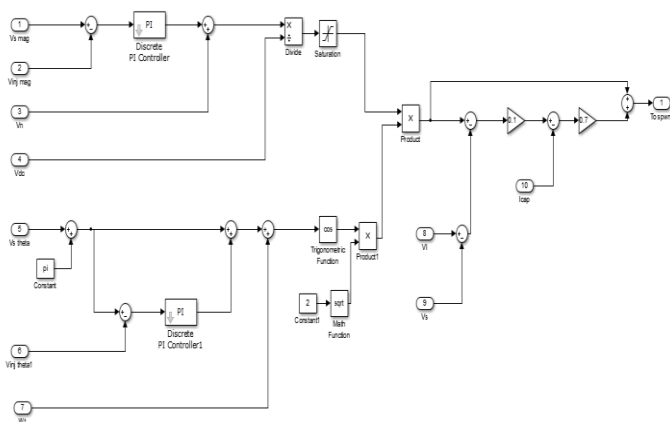 1
Vs mag
PI
Discrete
PI Controller
2
Vinj mag
3
Vn
4
Vdc
Divide
Saturation
Product
0.1
0.7
1
To spwm
10
Icap
5
Vs theta
pi
Constant
cos
Trigonometric
Function
Product1
8
Vl
2
Constant1
sqrt
Math
Function
9
Vs
PI
Discrete
PI Controller1
6
Vinj theta1
7